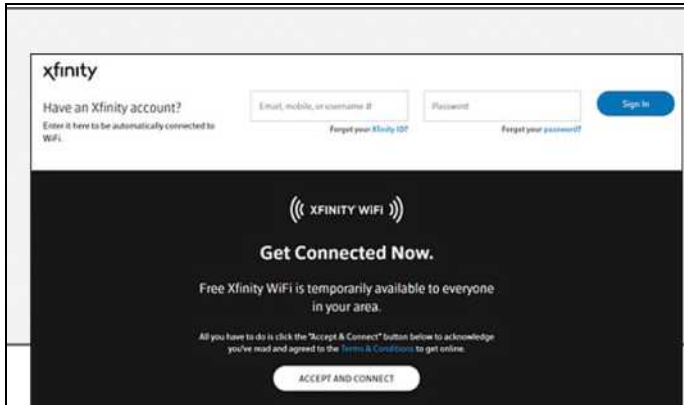 xfinity
Have an Xfinity account?
Enter it here to be automatically connected to
WiFi.
Email, mobile, or username #
Forgot your Xfinity ID?
Password
Forgot your password?
Sign In
XFINITY WiFi
Get Connected Now.
Free Xfinity WiFi is temporarily available to everyone
in your area.
All you have to do is click the "Accept & Connect" button below to acknowledge
you've read and agreed to the Terms & Conditions to get online.
ACCEPT AND CONNECT